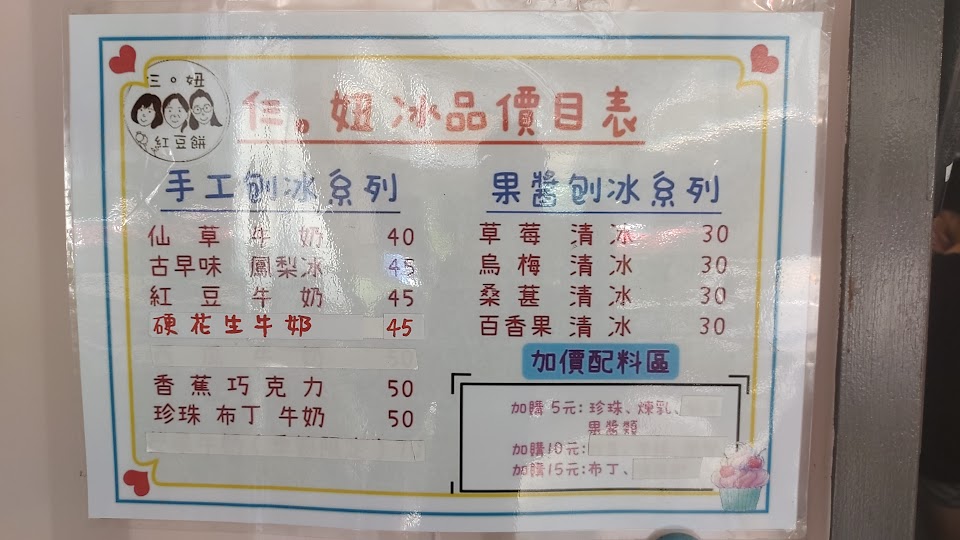 三。妞
紅豆餅
仨。妞 冰品價目表
手工刨冰系列
仙草牛奶 40
古早味 鳳梨冰 45
紅豆牛奶 45
硬花生牛奶 45
香蕉巧克力 50
珍珠布丁牛奶 50
果醬刨冰系列
草莓清冰 30
烏梅清冰 30
桑葚清冰 30
百香果清冰 30
加價配料區
加購5元:珍珠、煉乳、
果醬類
加購10元:
加購15元:布丁、